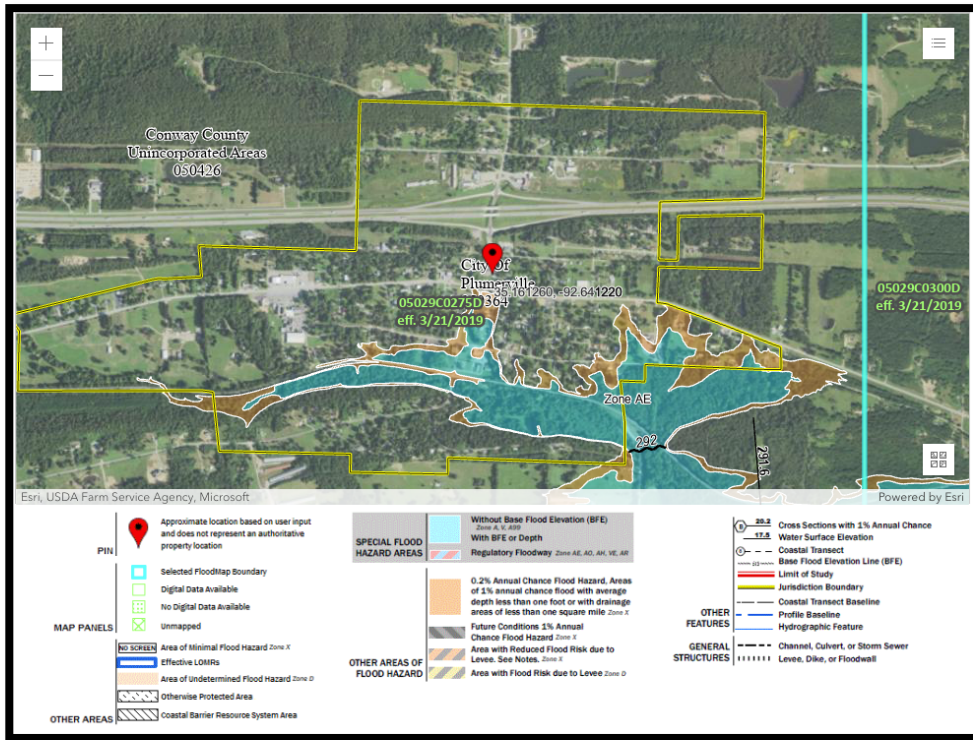 +
−
Conway County
Unincorporated Areas
050426
City Of
Plumerville
364
35.161260, -92.641220
05029C0275D
eff. 3/21/2019
05029C0300D
eff. 3/21/2019
Zone AE
292
291.6
Esri, USDA Farm Service Agency, Microsoft
Powered by Esri
PIN
Approximate location based on user input
and does not represent an authoritative
property location
MAP PANELS
Selected FloodMap Boundary
Digital Data Available
No Digital Data Available
Unmapped
OTHER AREAS
NO SCREEN Area of Minimal Flood Hazard Zone X
Effective LOMRs
Area of Undetermined Flood Hazard Zone D
Otherwise Protected Area
Coastal Barrier Resource System Area
SPECIAL FLOOD
HAZARD AREAS
Without Base Flood Elevation (BFE)
Zone A, V, A99
With BFE or Depth
Regulatory Floodway Zone AE, AO, AH, VE, AR
OTHER AREAS OF
FLOOD HAZARD
0.2% Annual Chance Flood Hazard, Areas
of 1% annual chance flood with average
depth less than one foot or with drainage
areas of less than one square mile Zone X
Future Conditions 1% Annual
Chance Flood Hazard Zone X
Area with Reduced Flood Risk due to
Levee. See Notes. Zone X
Area with Flood Risk due to Levee Zone D
OTHER
FEATURES
B 20.2 Cross Sections with 1% Annual Chance
17.5 Water Surface Elevation
Coastal Transect
Base Flood Elevation Line (BFE)
Limit of Study
Jurisdiction Boundary
Coastal Transect Baseline
Profile Baseline
Hydrographic Feature
GENERAL
STRUCTURES
Channel, Culvert, or Storm Sewer
Levee, Dike, or Floodwall